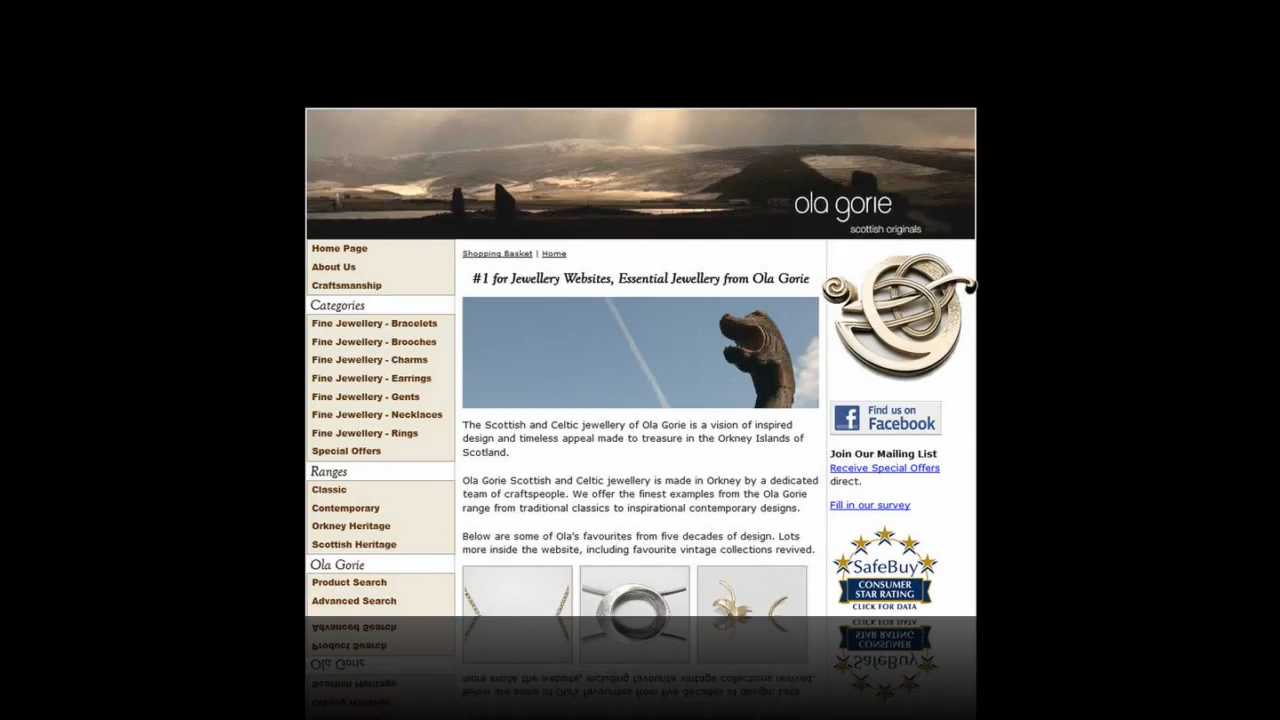 ola gorie
scottish originals
Home Page
About Us
Craftsmanship
Categories
Fine Jewellery - Bracelets
Fine Jewellery - Brooches
Fine Jewellery - Charms
Fine Jewellery - Earrings
Fine Jewellery - Gents
Fine Jewellery - Necklaces
Fine Jewellery - Rings
Special Offers
Ranges
Classic
Contemporary
Orkney Heritage
Scottish Heritage
Ola Gorie
Product Search
Advanced Search
Shopping Basket | Home
#1 for Jewellery Websites, Essential Jewellery from Ola Gorie
The Scottish and Celtic jewellery of Ola Gorie is a vision of inspired
design and timeless appeal made to treasure in the Orkney Islands of
Scotland.
Ola Gorie Scottish and Celtic jewellery is made in Orkney by a dedicated
team of craftspeople. We offer the finest examples from the Ola Gorie
range from traditional classics to inspirational contemporary designs.
Below are some of Ola's favourites from five decades of design. Lots
more inside the website, including favourite vintage collections revived.
Find us on
Facebook
Join Our Mailing List
Receive Special Offers
direct.
Fill in our survey
SafeBuy
CONSUMER
STAR RATING
CLICK FOR DATA